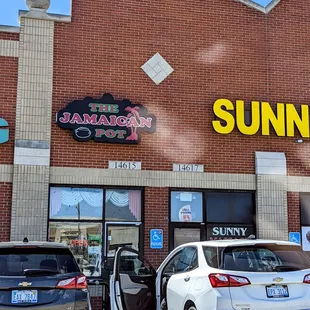 THE
JAMAICAN
POT
SUNN
14615
14617
SUNNY